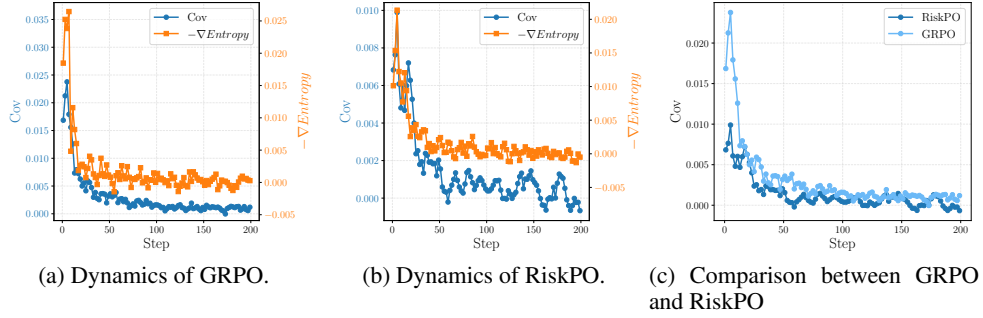 0.035
0.030
0.025
0.020
0.015
0.010
0.005
0.000
Cov
Cov
−∇Entropy
0.025
0.020
0.015
0.010
0.005
0.000
−0.005
−∇Entropy
0 50 100 150 200
Step
(a) Dynamics of GRPO.
0.010
0.008
0.006
0.004
0.002
0.000
Cov
Cov
−∇Entropy
0.020
0.015
0.010
0.005
0.000
−0.005
−∇Entropy
0 50 100 150 200
Step
(b) Dynamics of RiskPO.
0.020
0.015
0.010
0.005
0.000
Cov
RiskPO
GRPO
0 50 100 150 200
Step
(c) Comparison between GRPO
and RiskPO